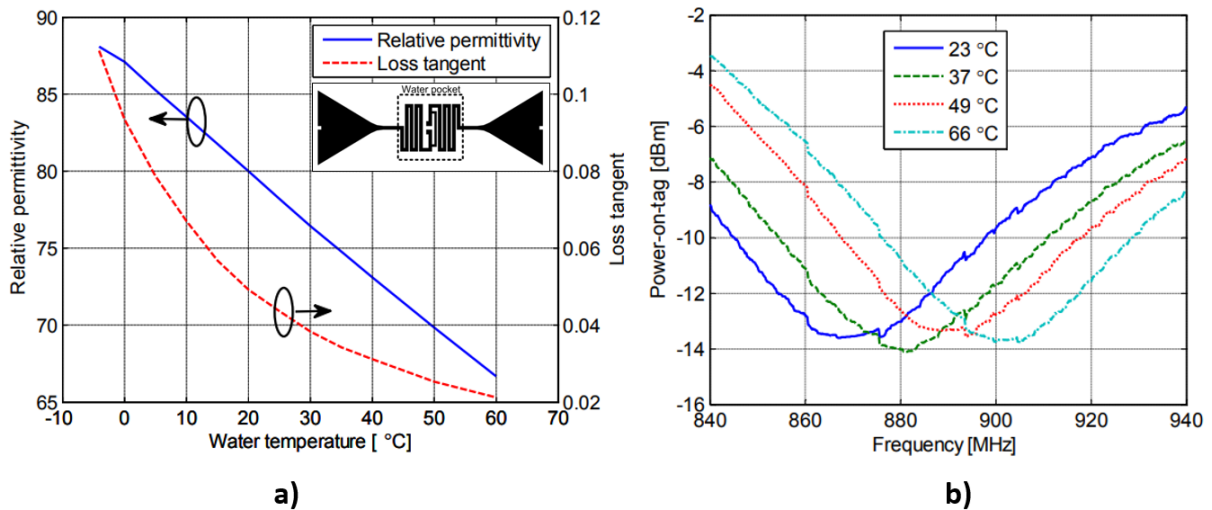 90
85
80
75
70
65
Relative permittivity
-10 0 10 20 30 40 50 60 70
Water temperature [ °C]
0.12
0.1
0.08
0.06
0.04
0.02
Loss tangent
Relative permittivity
Loss tangent
Water pocket
a)
-2
-4
-6
-8
-10
-12
-14
-16
Power-on-tag [dBm]
840 860 880 900 920 940
Frequency [MHz]
23 °C
37 °C
49 °C
66 °C
b)